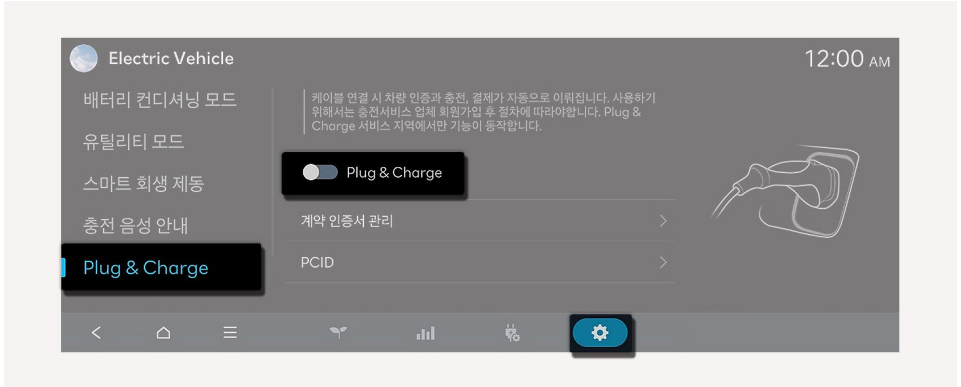 Electric Vehicle
12:00 AM
배터리 컨디셔닝 모드
유틸리티 모드
스마트 회생 제동
충전 음성 안내
Plug & Charge
케이블 연결 시 차량 인증과 충전, 결제가 자동으로 이뤄집니다. 사용하기
위해서는 충전서비스 업체 회원가입 후 절차에 따라야합니다. Plug &
Charge 서비스 지역에서만 기능이 동작합니다.
Plug & Charge
계약 인증서 관리
PCID